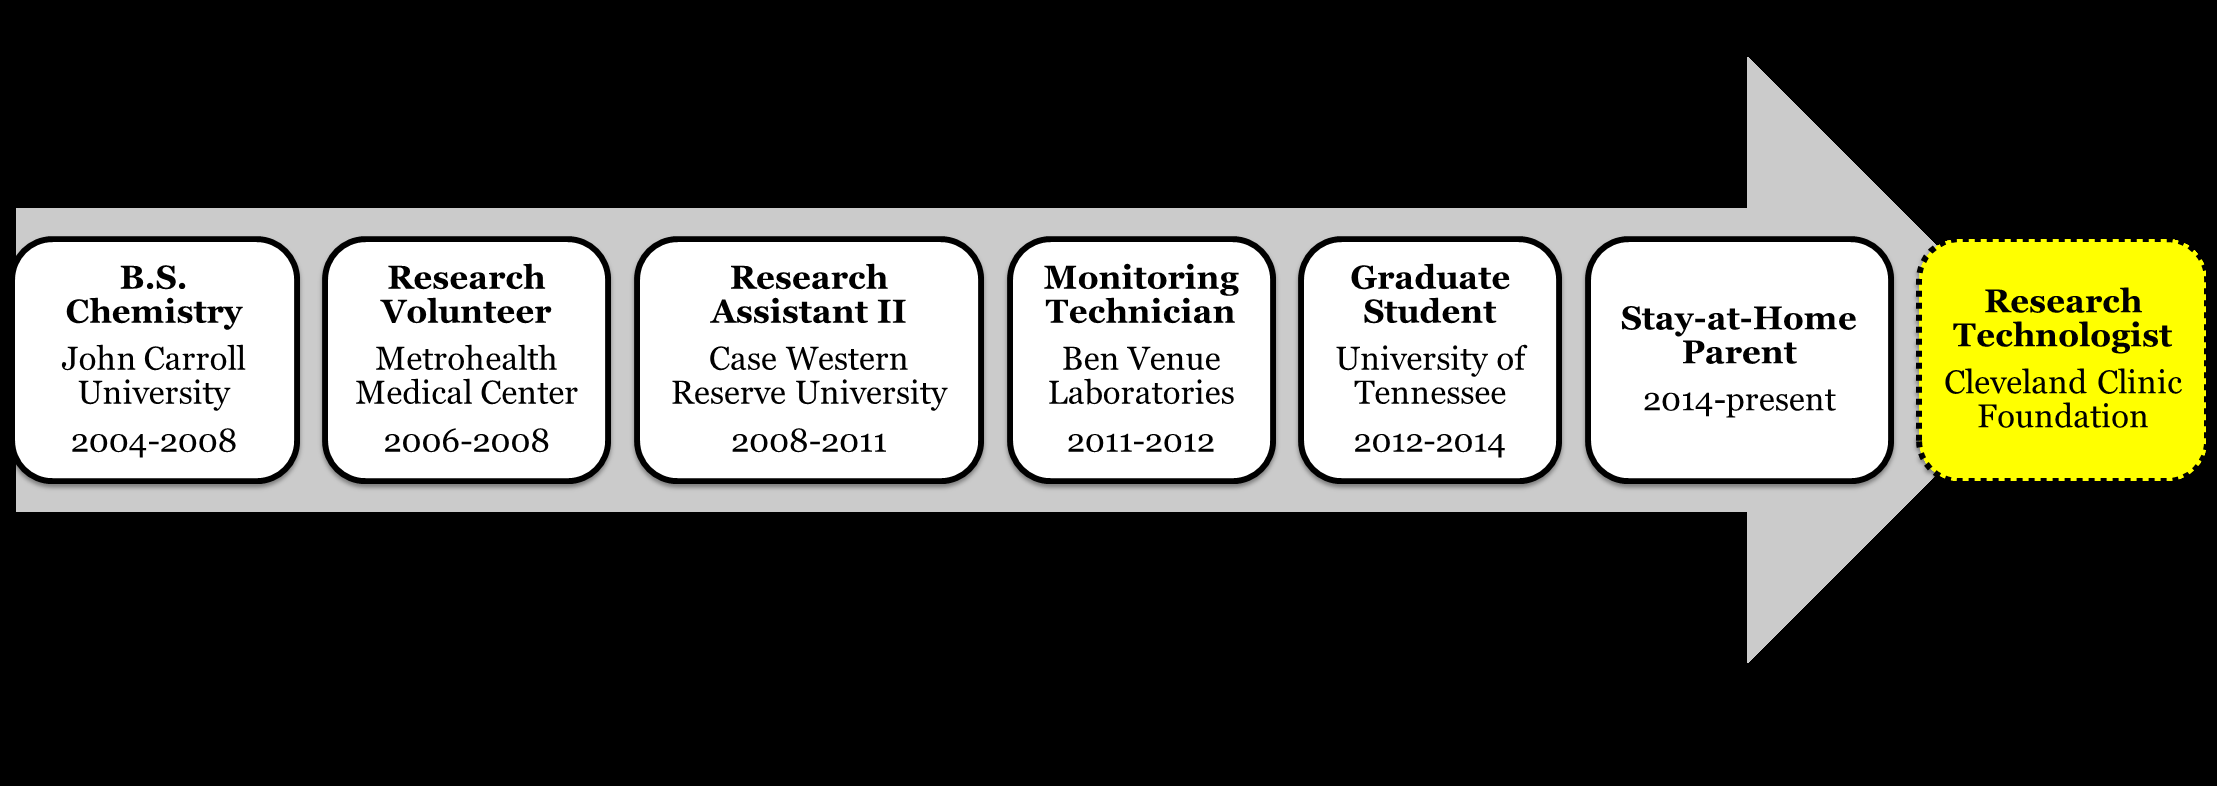 B.S.
Chemistry
John Carroll
University
2004-2008
Research
Volunteer
Metrohealth
Medical Center
2006-2008
Research
Assistant II
Case Western
Reserve University
2008-2011
Monitoring
Technician
Ben Venue
Laboratories
2011-2012
Graduate
Student
University of
Tennessee
2012-2014
Stay-at-Home
Parent
2014-present
Research
Technologist
Cleveland Clinic
Foundation